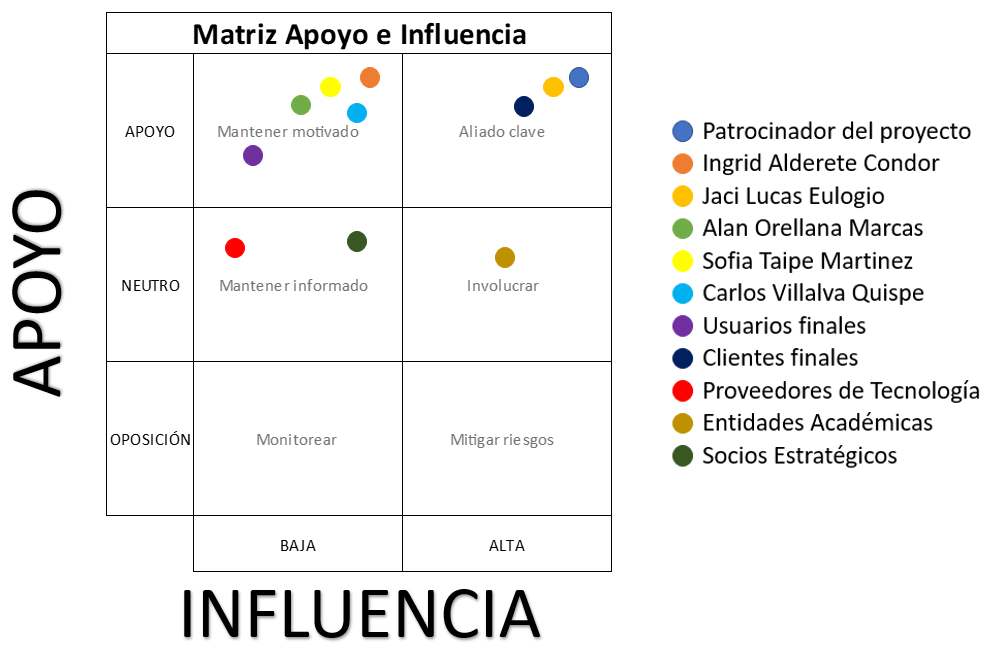 Matriz Apoyo e Influencia
APOYO
APOYO
Mantener motivado
Aliado clave
NEUTRO
Mantener informado
Involucrar
OPOSICIÓN
Monitorear
Mitigar riesgos
BAJA
ALTA
INFLUENCIA
Patrocinador del proyecto
Ingrid Alderete Condor
Jaci Lucas Eulogio
Alan Orellana Marcas
Sofia Taipe Martinez
Carlos Villalva Quispe
Usuarios finales
Clientes finales
Proveedores de Tecnología
Entidades Académicas
Socios Estratégicos